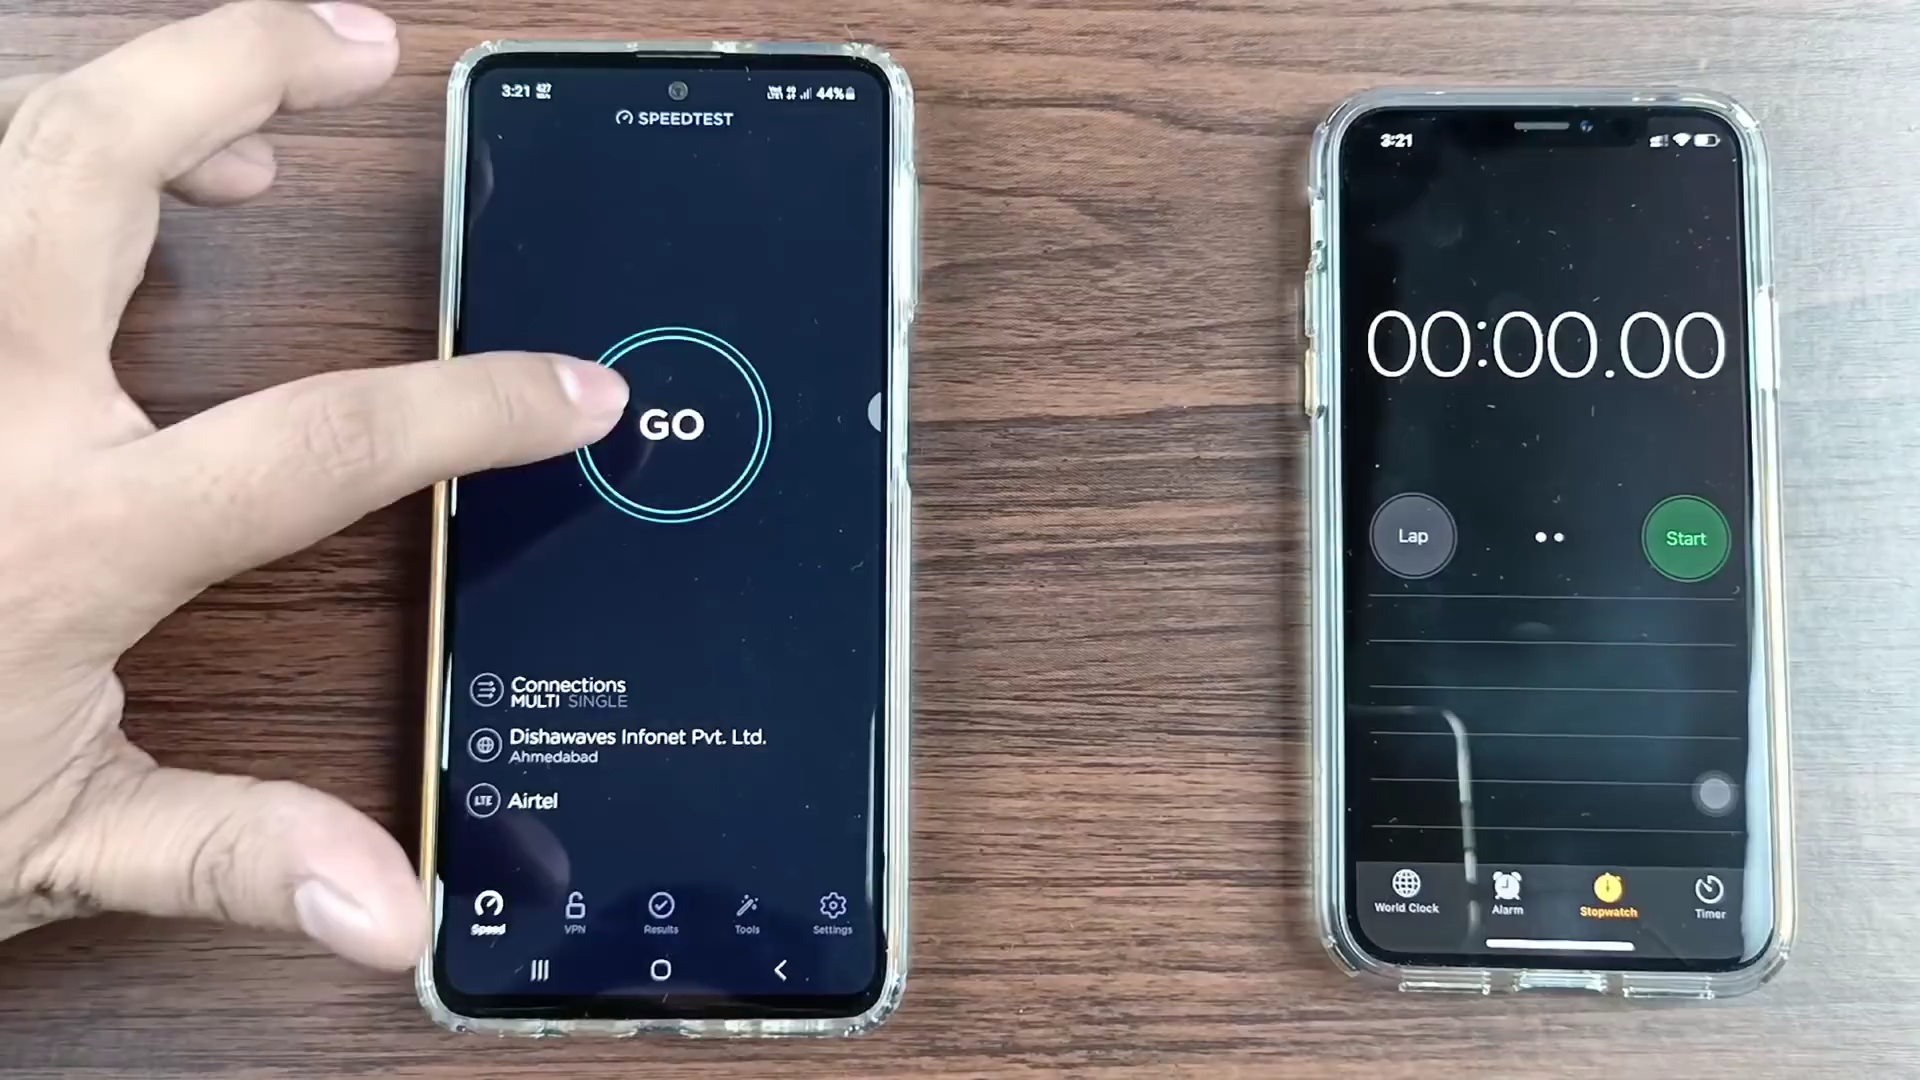 3:21
44%
SPEEDTEST
GO
Connections
MULTI SINGLE
Dishawaves Infonet Pvt. Ltd.
Ahmedabad
LTE Airtel
Speed VPN Results Tools Settings
3:21
00:00.00
Lap Start
World Clock Alarm Stopwatch Timer